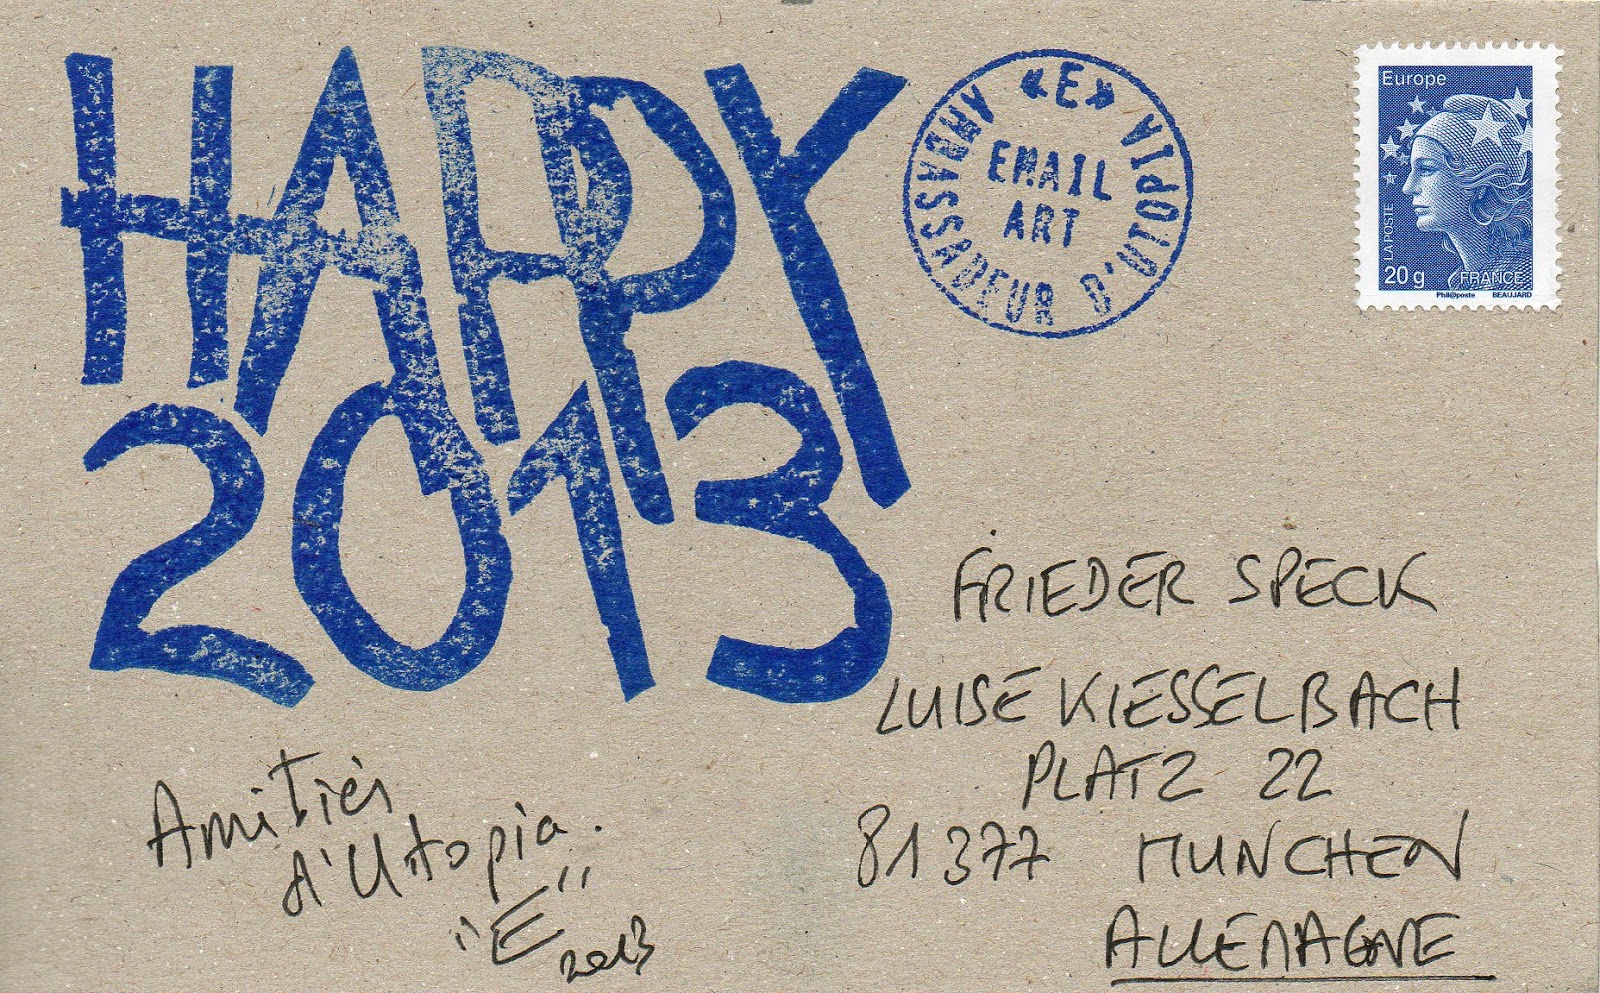 HAPPY
2013
AMBASSADEUR D'UTOPIA «E»
EMAIL
ART
Europe
LA POSTE
20 g FRANCE
Phil@poste BEAUJARD
FRIEDER SPECK
LUISE KIESSELBACH
PLATZ 22
81377 MUNCHEN
ALLEMAGNE
Amitiés
d'Utopia.
"E"
2013